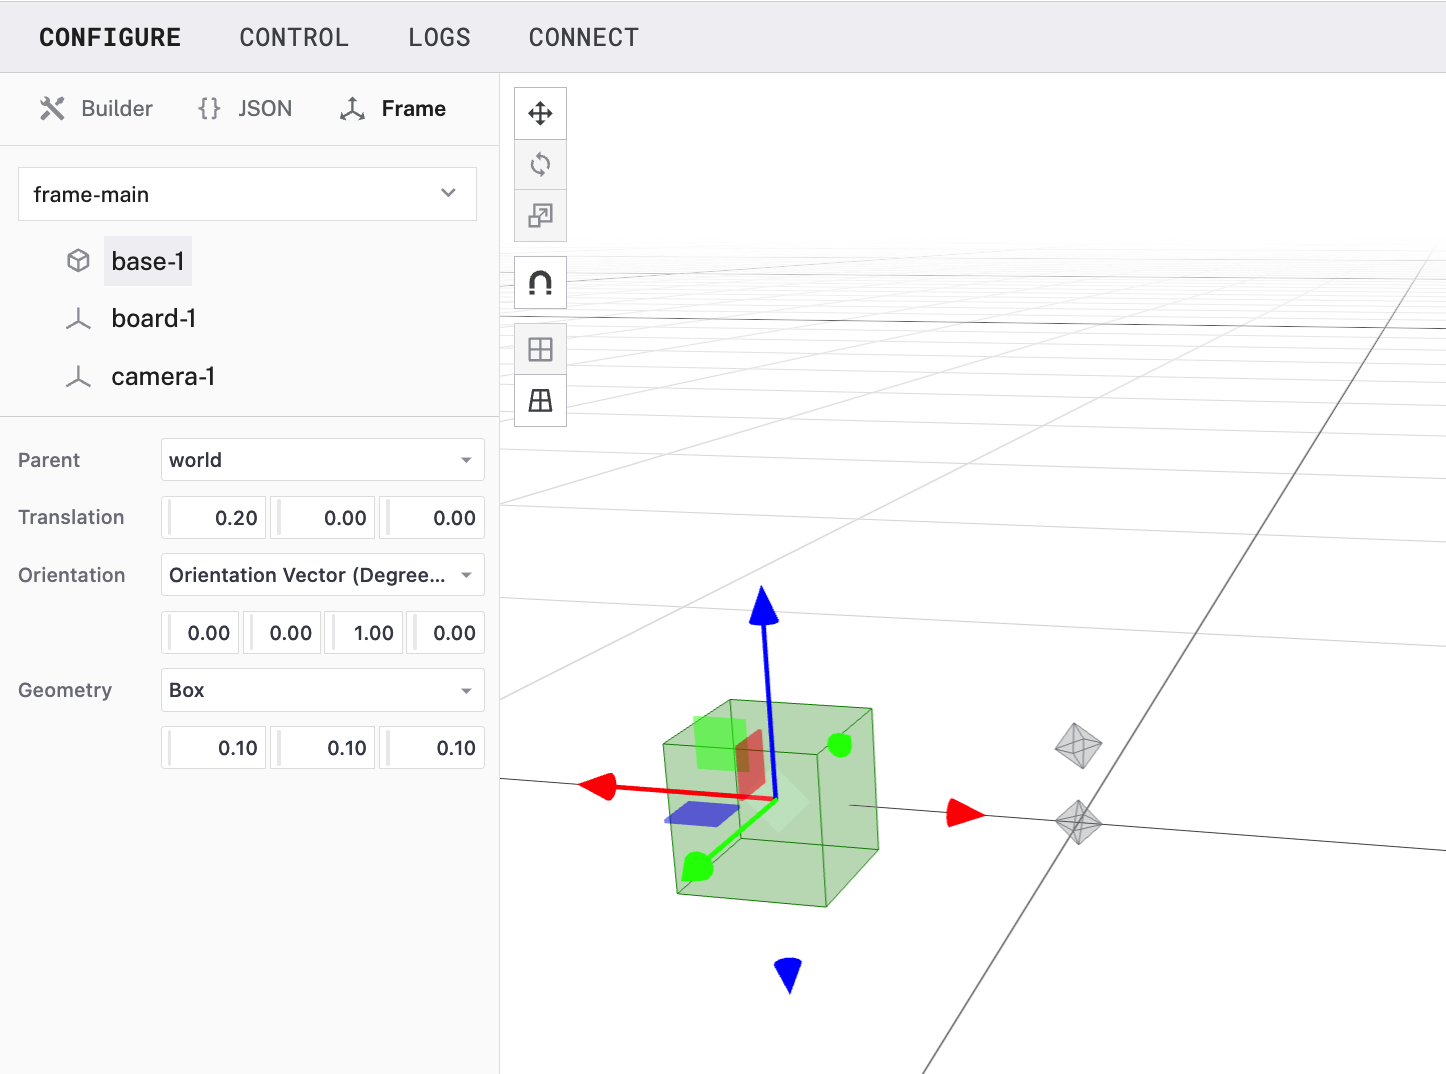 CONFIGURE CONTROL LOGS CONNECT
Builder {} JSON Frame
frame-main
base-1
board-1
camera-1
Parent world
Translation 0.20 0.00 0.00
Orientation Orientation Vector (Degree...
0.00 0.00 1.00 0.00
Geometry Box
0.10 0.10 0.10